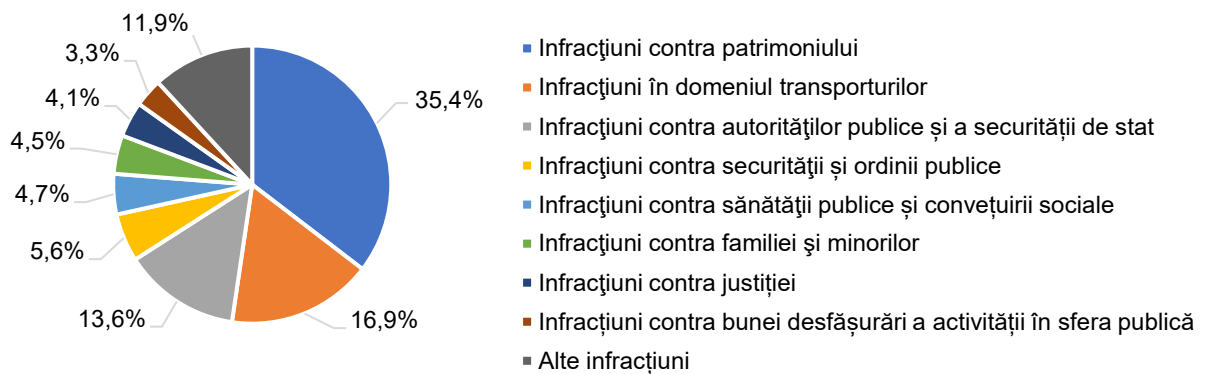 11,9%
3,3%
4,1%
4,5%
4,7%
5,6%
13,6%
16,9%
35,4%
Infracţiuni contra patrimoniului
Infracţiuni în domeniul transporturilor
Infracţiuni contra autorităţilor publice și a securității de stat
Infracţiuni contra securităţii și ordinii publice
Infracţiuni contra sănătăţii publice și convețuirii sociale
Infracţiuni contra familiei şi minorilor
Infracţiuni contra justiției
Infracțiuni contra bunei desfășurări a activității în sfera publică
Alte infracțiuni